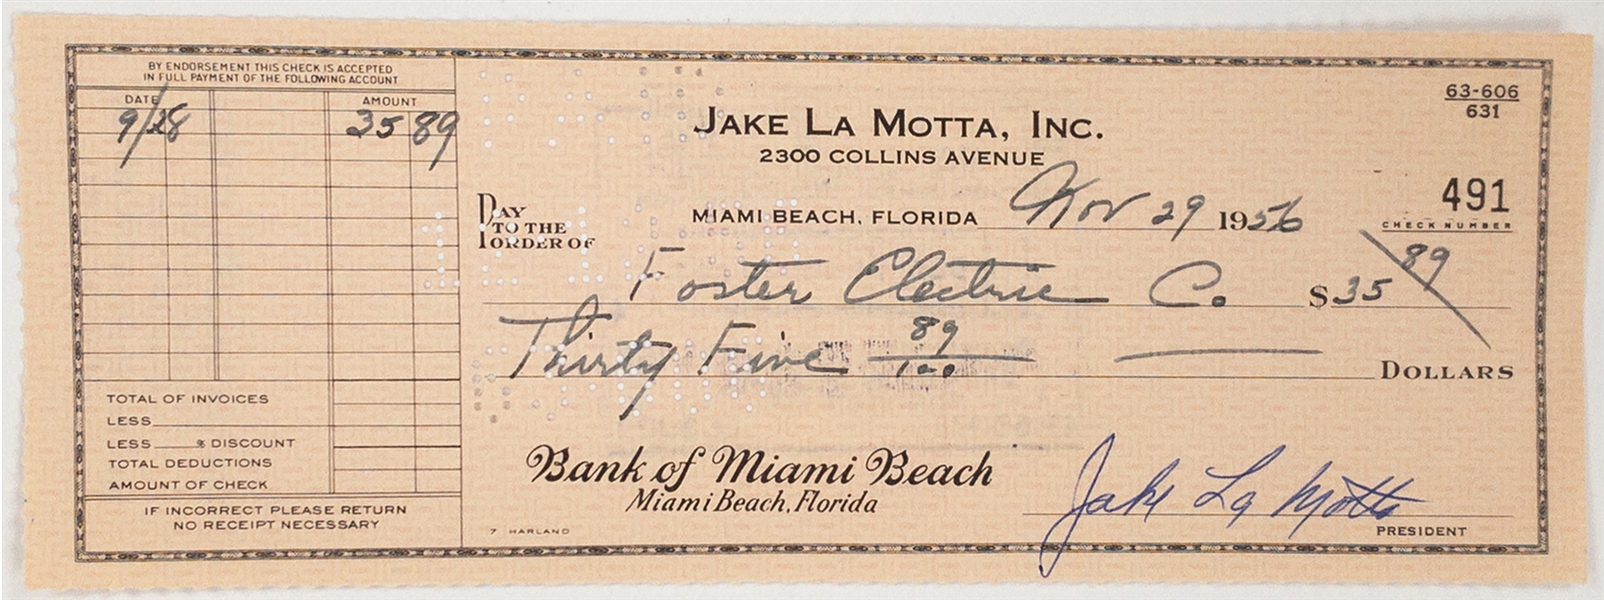 BY ENDORSEMENT THIS CHECK IS ACCEPTED
IN FULL PAYMENT OF THE FOLLOWING ACCOUNT
DATE AMOUNT
9/28 35 89
TOTAL OF INVOICES
LESS
LESS % DISCOUNT
TOTAL DEDUCTIONS
AMOUNT OF CHECK
IF INCORRECT PLEASE RETURN
NO RECEIPT NECESSARY
63-606
631
JAKE LA MOTTA, INC.
2300 COLLINS AVENUE
MIAMI BEACH, FLORIDA Nov 29 1956
491
CHECK NUMBER
PAY
TO THE
ORDER OF
Foster Electric Co. $35 89
Thirty Five 89/100 DOLLARS
Bank of Miami Beach
Miami Beach, Florida
Jake La Motta
PRESIDENT
7 HARLAND